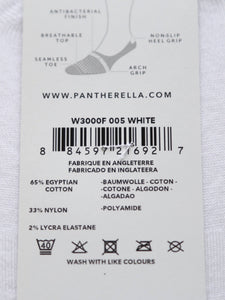 ANTIBACTERIAL
FINISH
BREATHABLE
TOP
SEAMLESS
TOE
NONSLIP
HEEL GRIP
ARCH
GRIP
WWW.PANTHERELLA.COM
W3000F 005 WHITE
8 84597 21692 7
FABRIQUE EN ANGLETERRE
FABRICADO EN INGLATEERA
65% EGYPTIAN
COTTON
-BAUMWOLLE - COTON -
-COTONE - ALGODON -
-ALGADAO
33% NYLON
-POLYAMIDE
2% LYCRA ELASTANE
40
WASH WITH LIKE COLOURS